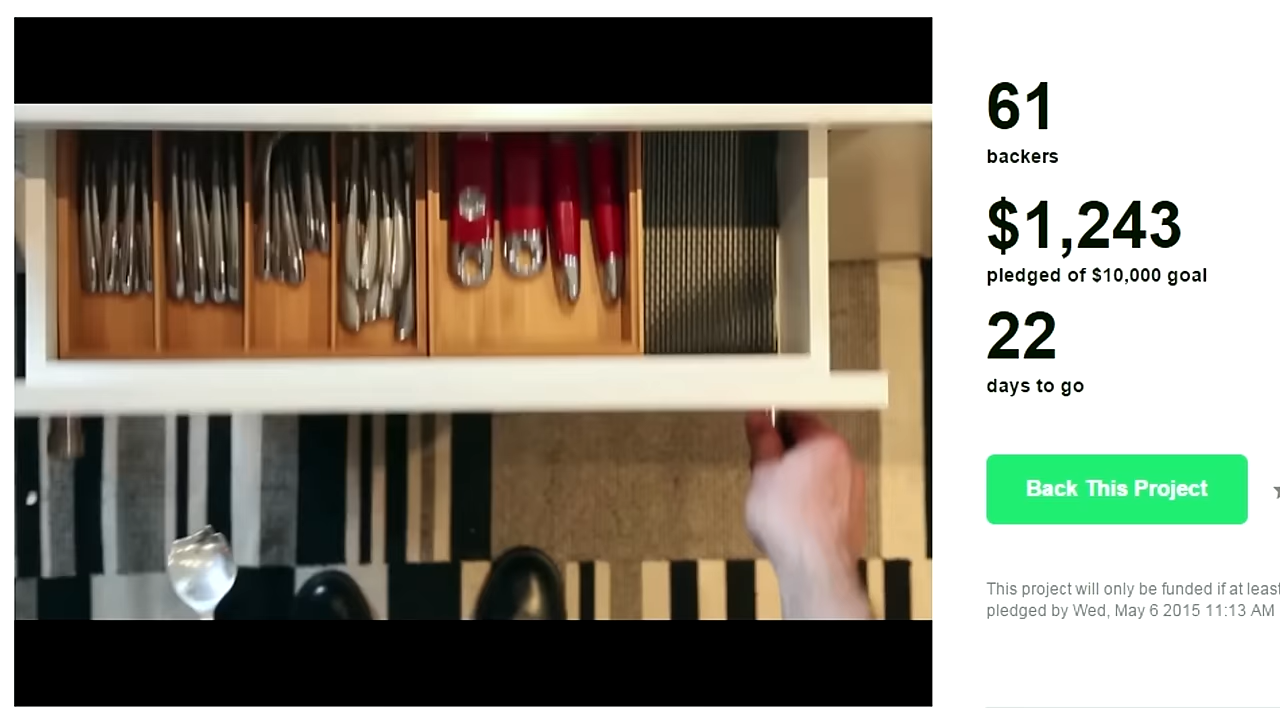 61
backers
$1,243
pledged of $10,000 goal
22
days to go
Back This Project
This project will only be funded if at least
pledged by Wed, May 6 2015 11:13 AM